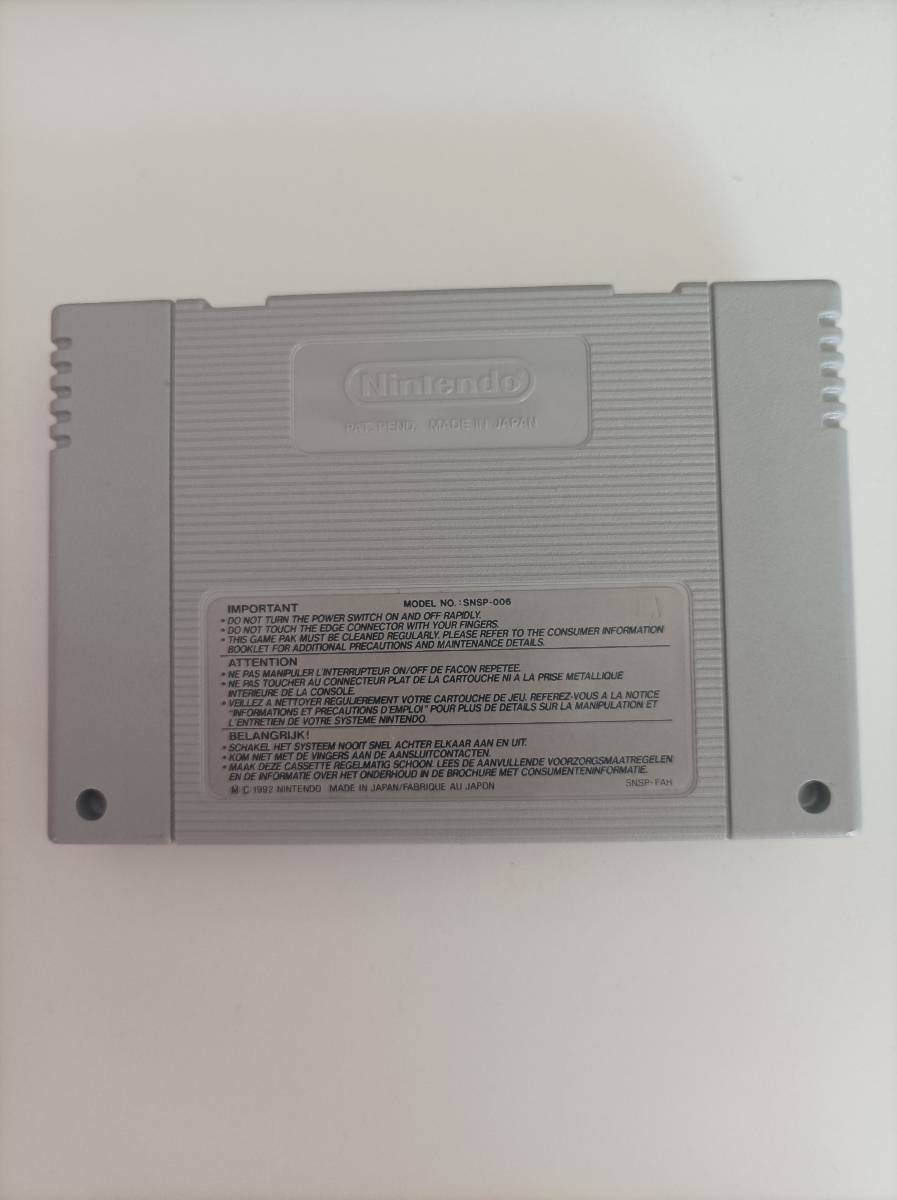 Nintendo®
PAT. PEND. MADE IN JAPAN
MODEL NO.:SNSP-006
IMPORTANT
• DO NOT TURN THE POWER SWITCH ON AND OFF RAPIDLY.
• DO NOT TOUCH THE EDGE CONNECTOR WITH YOUR FINGERS.
• THIS GAME PAK MUST BE CLEANED REGULARLY. PLEASE REFER TO THE CONSUMER INFORMATION
BOOKLET FOR ADDITIONAL PRECAUTIONS AND MAINTENANCE DETAILS.
ATTENTION
• NE PAS MANIPULER L'INTERRUPTEUR ON/OFF DE FACON REPETEE.
• NE PAS TOUCHER AU CONNECTEUR PLAT DE LA CARTOUCHE NI A LA PRISE METALLIQUE
INTERIEURE DE LA CONSOLE.
• VEILLEZ A NETTOYER REGULIEREMENT VOTRE CARTOUCHE DE JEU. REFEREZ-VOUS A LA NOTICE
"INFORMATIONS ET PRECAUTIONS D'EMPLOI" POUR PLUS DE DETAILS SUR LA MANIPULATION ET
L'ENTRETIEN DE VOTRE SYSTEME NINTENDO.
BELANGRIJK!
• SCHAKEL HET SYSTEEM NOOIT SNEL ACHTER ELKAAR AAN EN UIT.
• KOM NIET MET DE VINGERS AAN DE AANSLUITCONTACTEN.
• MAAK DEZE CASSETTE REGELMATIG SCHOON. LEES DE AANVULLENDE VOORZORGSMAATREGELEN
EN DE INFORMATIE OVER HET ONDERHOUD IN DE BROCHURE MET CONSUMENTENINFORMATIE.
Ⓜ © 1992 NINTENDO MADE IN JAPAN/FABRIQUE AU JAPON SNSP-FAH